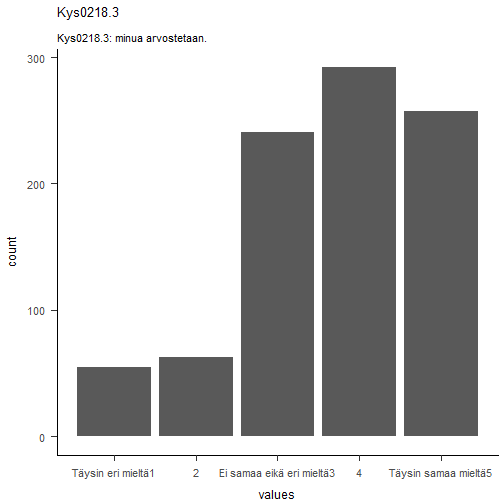 Kys0218.3
Kys0218.3: minua arvostetaan.
300
200
100
0
count
Täysin eri mieltä1
2
Ei samaa eikä eri mieltä3
4
Täysin samaa mieltä5
values